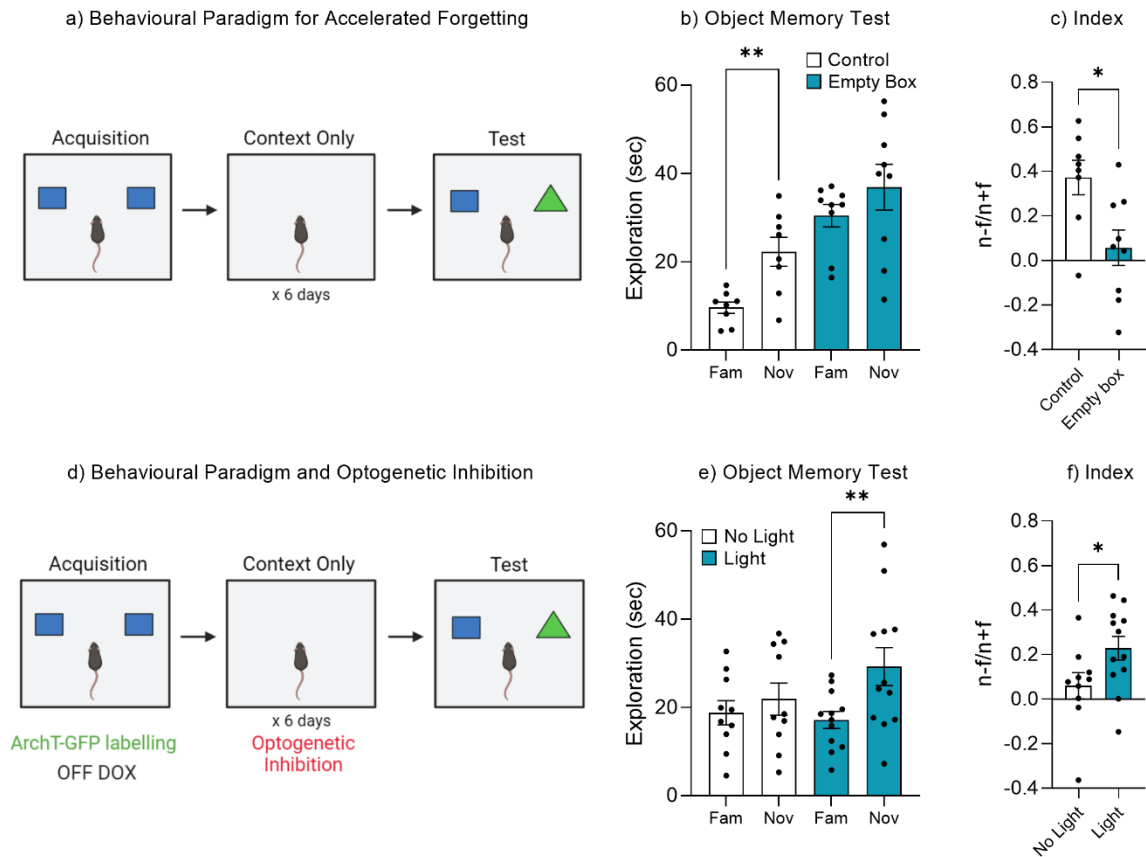 a) Behavioural Paradigm for Accelerated Forgetting
Acquisition
Context Only
Test
x 6 days
b) Object Memory Test
**
Control
Empty Box
Exploration (sec)
60
40
20
0
Fam
Nov
Fam
Nov
c) Index
*
n-f/n+f
0.8
0.6
0.4
0.2
0.0
-0.2
-0.4
Control
Empty box
d) Behavioural Paradigm and Optogenetic Inhibition
Acquisition
Context Only
Test
x 6 days
ArchT-GFP labelling
OFF DOX
Optogenetic
Inhibition
e) Object Memory Test
**
No Light
Light
Exploration (sec)
60
40
20
0
Fam
Nov
Fam
Nov
f) Index
*
n-f/n+f
0.8
0.6
0.4
0.2
0.0
-0.2
-0.4
No Light
Light